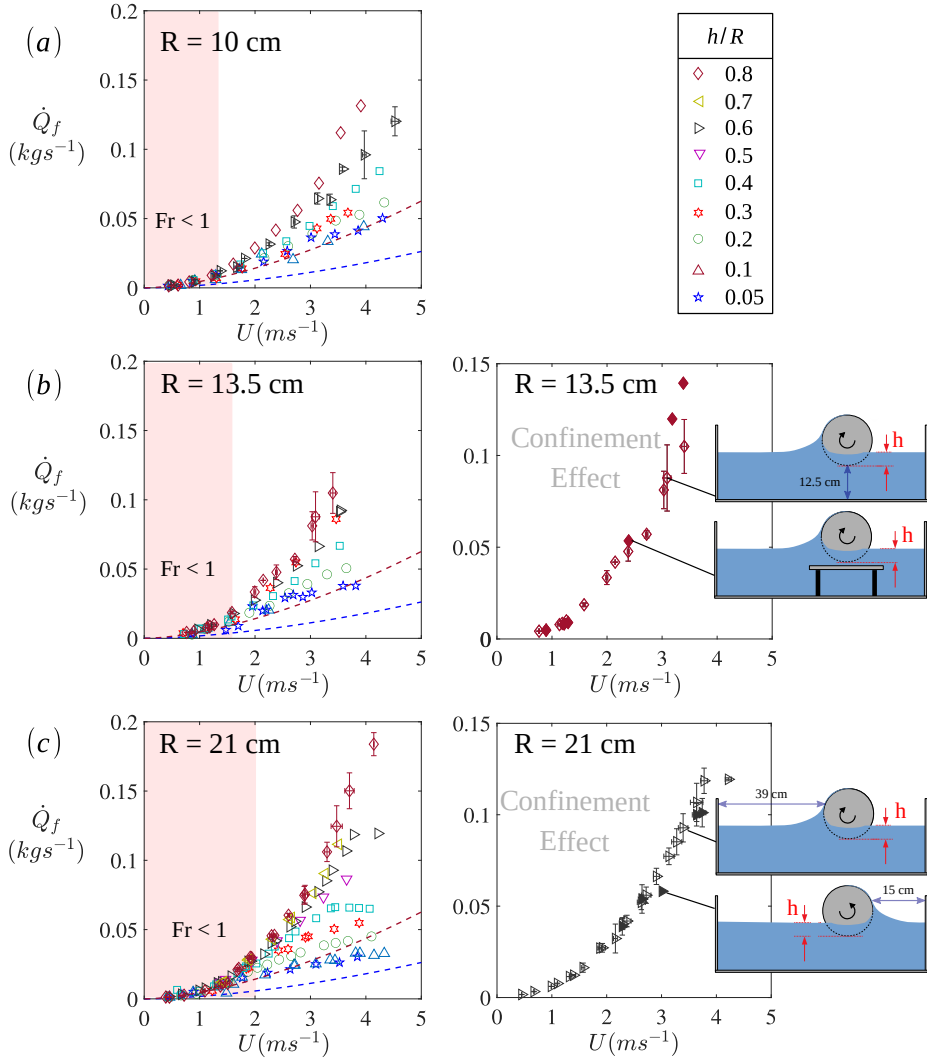 (a)
R = 10 cm
0.2
0.15
0.1
0.05
0
Q̇_f
(kgs⁻¹)
Fr < 1
0 1 2 3 4 5
U(ms⁻¹)
h/R
0.8
0.7
0.6
0.5
0.4
0.3
0.2
0.1
0.05
(b)
R = 13.5 cm
0.2
0.15
0.1
0.05
0
Q̇_f
(kgs⁻¹)
Fr < 1
0 1 2 3 4 5
U(ms⁻¹)
R = 13.5 cm
Confinement
Effect
0.15
0.1
0.05
0
0 1 2 3 4 5
U(ms⁻¹)
h
12.5 cm
h
(c)
R = 21 cm
0.2
0.15
0.1
0.05
0
Q̇_f
(kgs⁻¹)
Fr < 1
0 1 2 3 4 5
U(ms⁻¹)
R = 21 cm
Confinement
Effect
0.15
0.1
0.05
0
0 1 2 3 4 5
U(ms⁻¹)
39 cm
h
15 cm
h